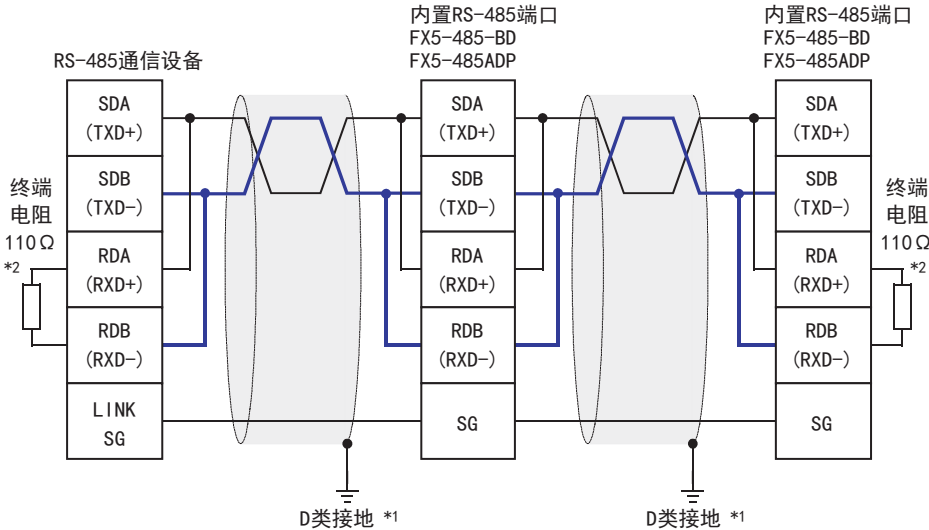 RS-485通信设备
SDA
(TXD+)
SDB
(TXD-)
RDA
(RXD+)
RDB
(RXD-)
LINK
SG
终端
电阻
110Ω
*2
内置RS-485端口
FX5-485-BD
FX5-485ADP
SDA
(TXD+)
SDB
(TXD-)
RDA
(RXD+)
RDB
(RXD-)
SG
内置RS-485端口
FX5-485-BD
FX5-485ADP
SDA
(TXD+)
SDB
(TXD-)
RDA
(RXD+)
RDB
(RXD-)
SG
终端
电阻
110Ω
*2
D类接地 *1
D类接地 *1